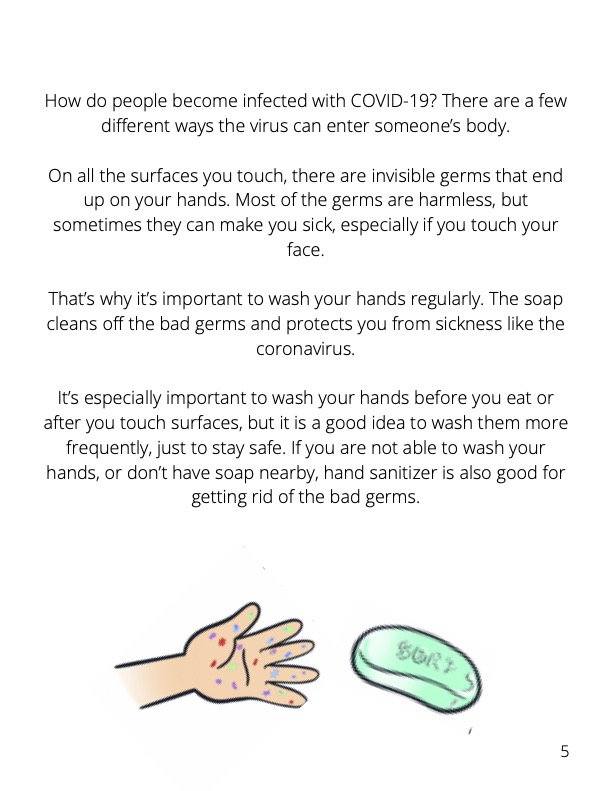 How do people become infected with COVID-19? There are a few
different ways the virus can enter someone's body.
On all the surfaces you touch, there are invisible germs that end
up on your hands. Most of the germs are harmless, but
sometimes they can make you sick, especially if you touch your
face.
That's why it's important to wash your hands regularly. The soap
cleans off the bad germs and protects you from sickness like the
coronavirus.
It's especially important to wash your hands before you eat or
after you touch surfaces, but it is a good idea to wash them more
frequently, just to stay safe. If you are not able to wash your
hands, or don't have soap nearby, hand sanitizer is also good for
getting rid of the bad germs.
5